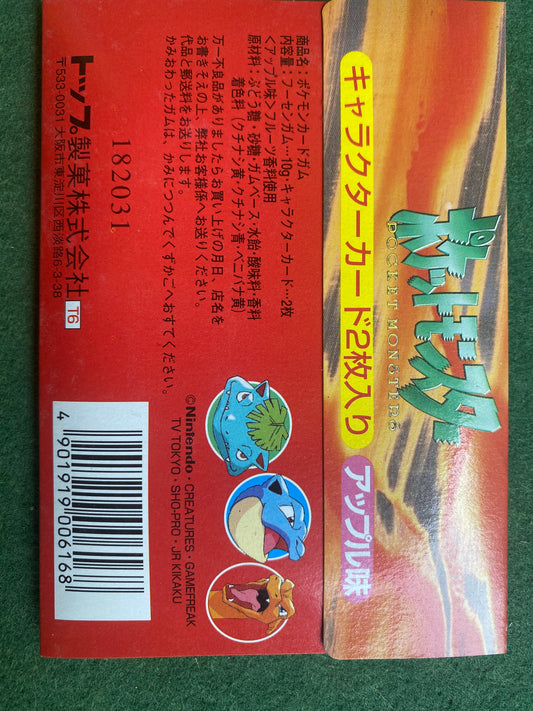 ポケットモンスター
POCKET MONSTERS
キャラクターカード2枚入り
アップル味
商品名:ポケモンカードガム
内容量:フーセンガム…10g・キャラクターカード…2枚
<アップル味>フルーツ香料使用
原材料:ぶどう糖・砂糖・ガムベース・水飴・酸味料・香料
着色料(クチナシ黄・クチナシ青・ベニバナ黄)
万一不良品がありましたらお買い上げの月日、店名を
お書きそえの上、弊社お客様係へお送りください。
代品と郵送料をお送りします。
かみおわったガムは、かみにつつんでくずかごへおすてください。
182031
トップ製菓株式会社 T6
〒533-0031 大阪市東淀川区西淡路6-3-38
©Nintendo・CREATURES・GAMEFREAK
TV TOKYO・SHO-PRO・JR KIKAKU
4 901919 006168